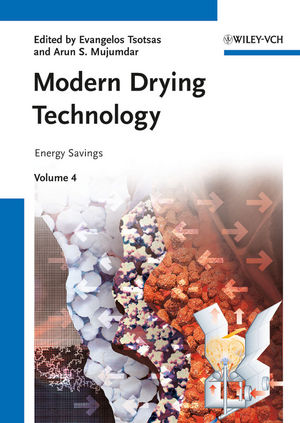 Edited by Evangelos Tsotsas
and Arun S. Mujumdar
WILEY-VCH
Modern Drying
Technology
Energy Savings
Volume 4